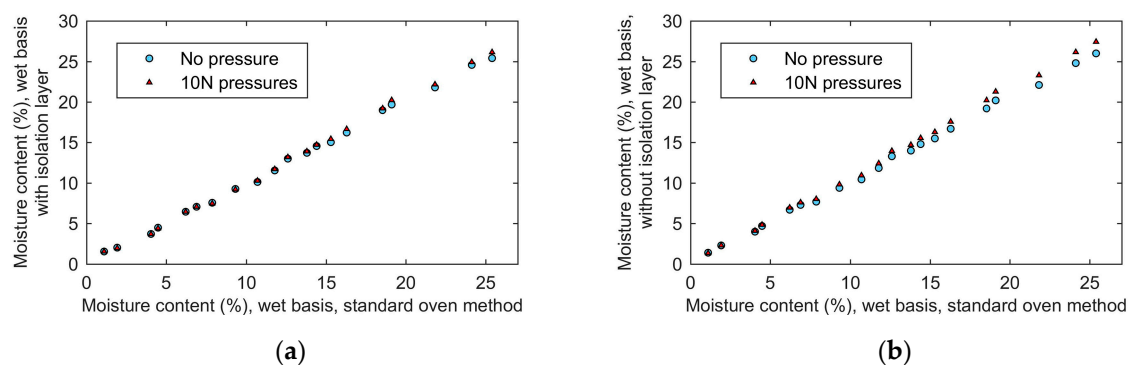 Moisture content (%), wet basis
with isolation layer
30
25
20
15
10
5
0
No pressure
10N pressures
0 5 10 15 20 25
Moisture content (%), wet basis, standard oven method
(a)
Moisture content (%), wet basis,
without isolation layer
30
25
20
15
10
5
0
No pressure
10N pressures
0 5 10 15 20 25
Moisture content (%), wet basis, standard oven method
(b)